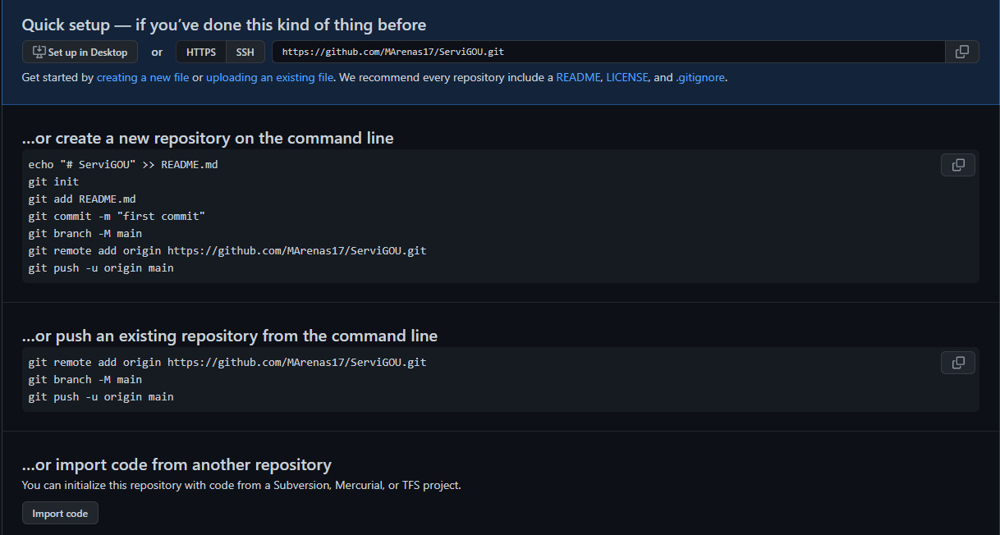 Quick setup — if you’ve done this kind of thing before
Set up in Desktop or HTTPS SSH https://github.com/MArenas17/ServiGOU.git
Get started by creating a new file or uploading an existing file. We recommend every repository include a README, LICENSE, and .gitignore.
…or create a new repository on the command line
echo "# ServiGOU" >> README.md
git init
git add README.md
git commit -m "first commit"
git branch -M main
git remote add origin https://github.com/MArenas17/ServiGOU.git
git push -u origin main
…or push an existing repository from the command line
git remote add origin https://github.com/MArenas17/ServiGOU.git
git branch -M main
git push -u origin main
…or import code from another repository
You can initialize this repository with code from a Subversion, Mercurial, or TFS project.
Import code